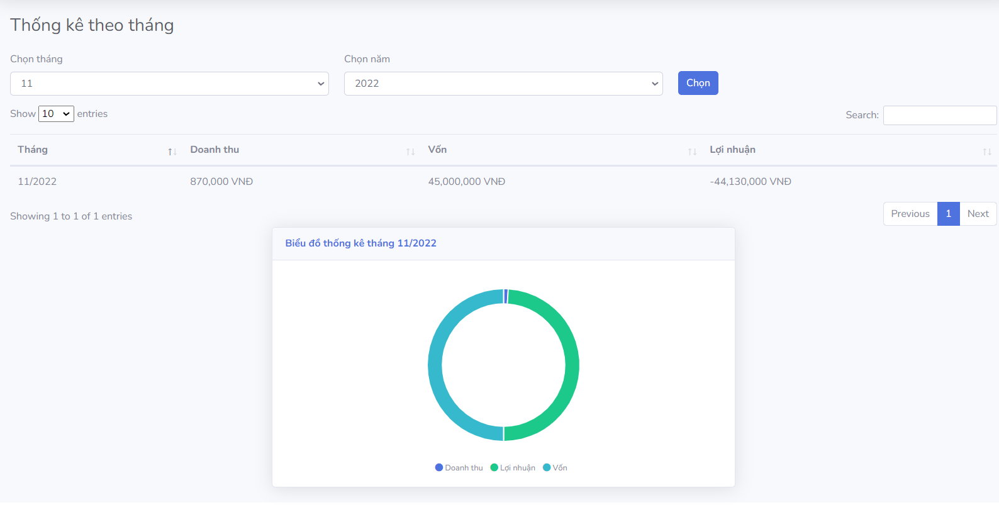 Thống kê theo tháng
Chọn tháng
Chọn năm
11
2022
Chọn
Show 10 entries
Search:
Tháng Doanh thu Vốn Lợi nhuận
11/2022 870,000 VNĐ 45,000,000 VNĐ -44,130,000 VNĐ
Showing 1 to 1 of 1 entries
Previous 1 Next
Biểu đồ thống kê tháng 11/2022
Doanh thu Lợi nhuận Vốn